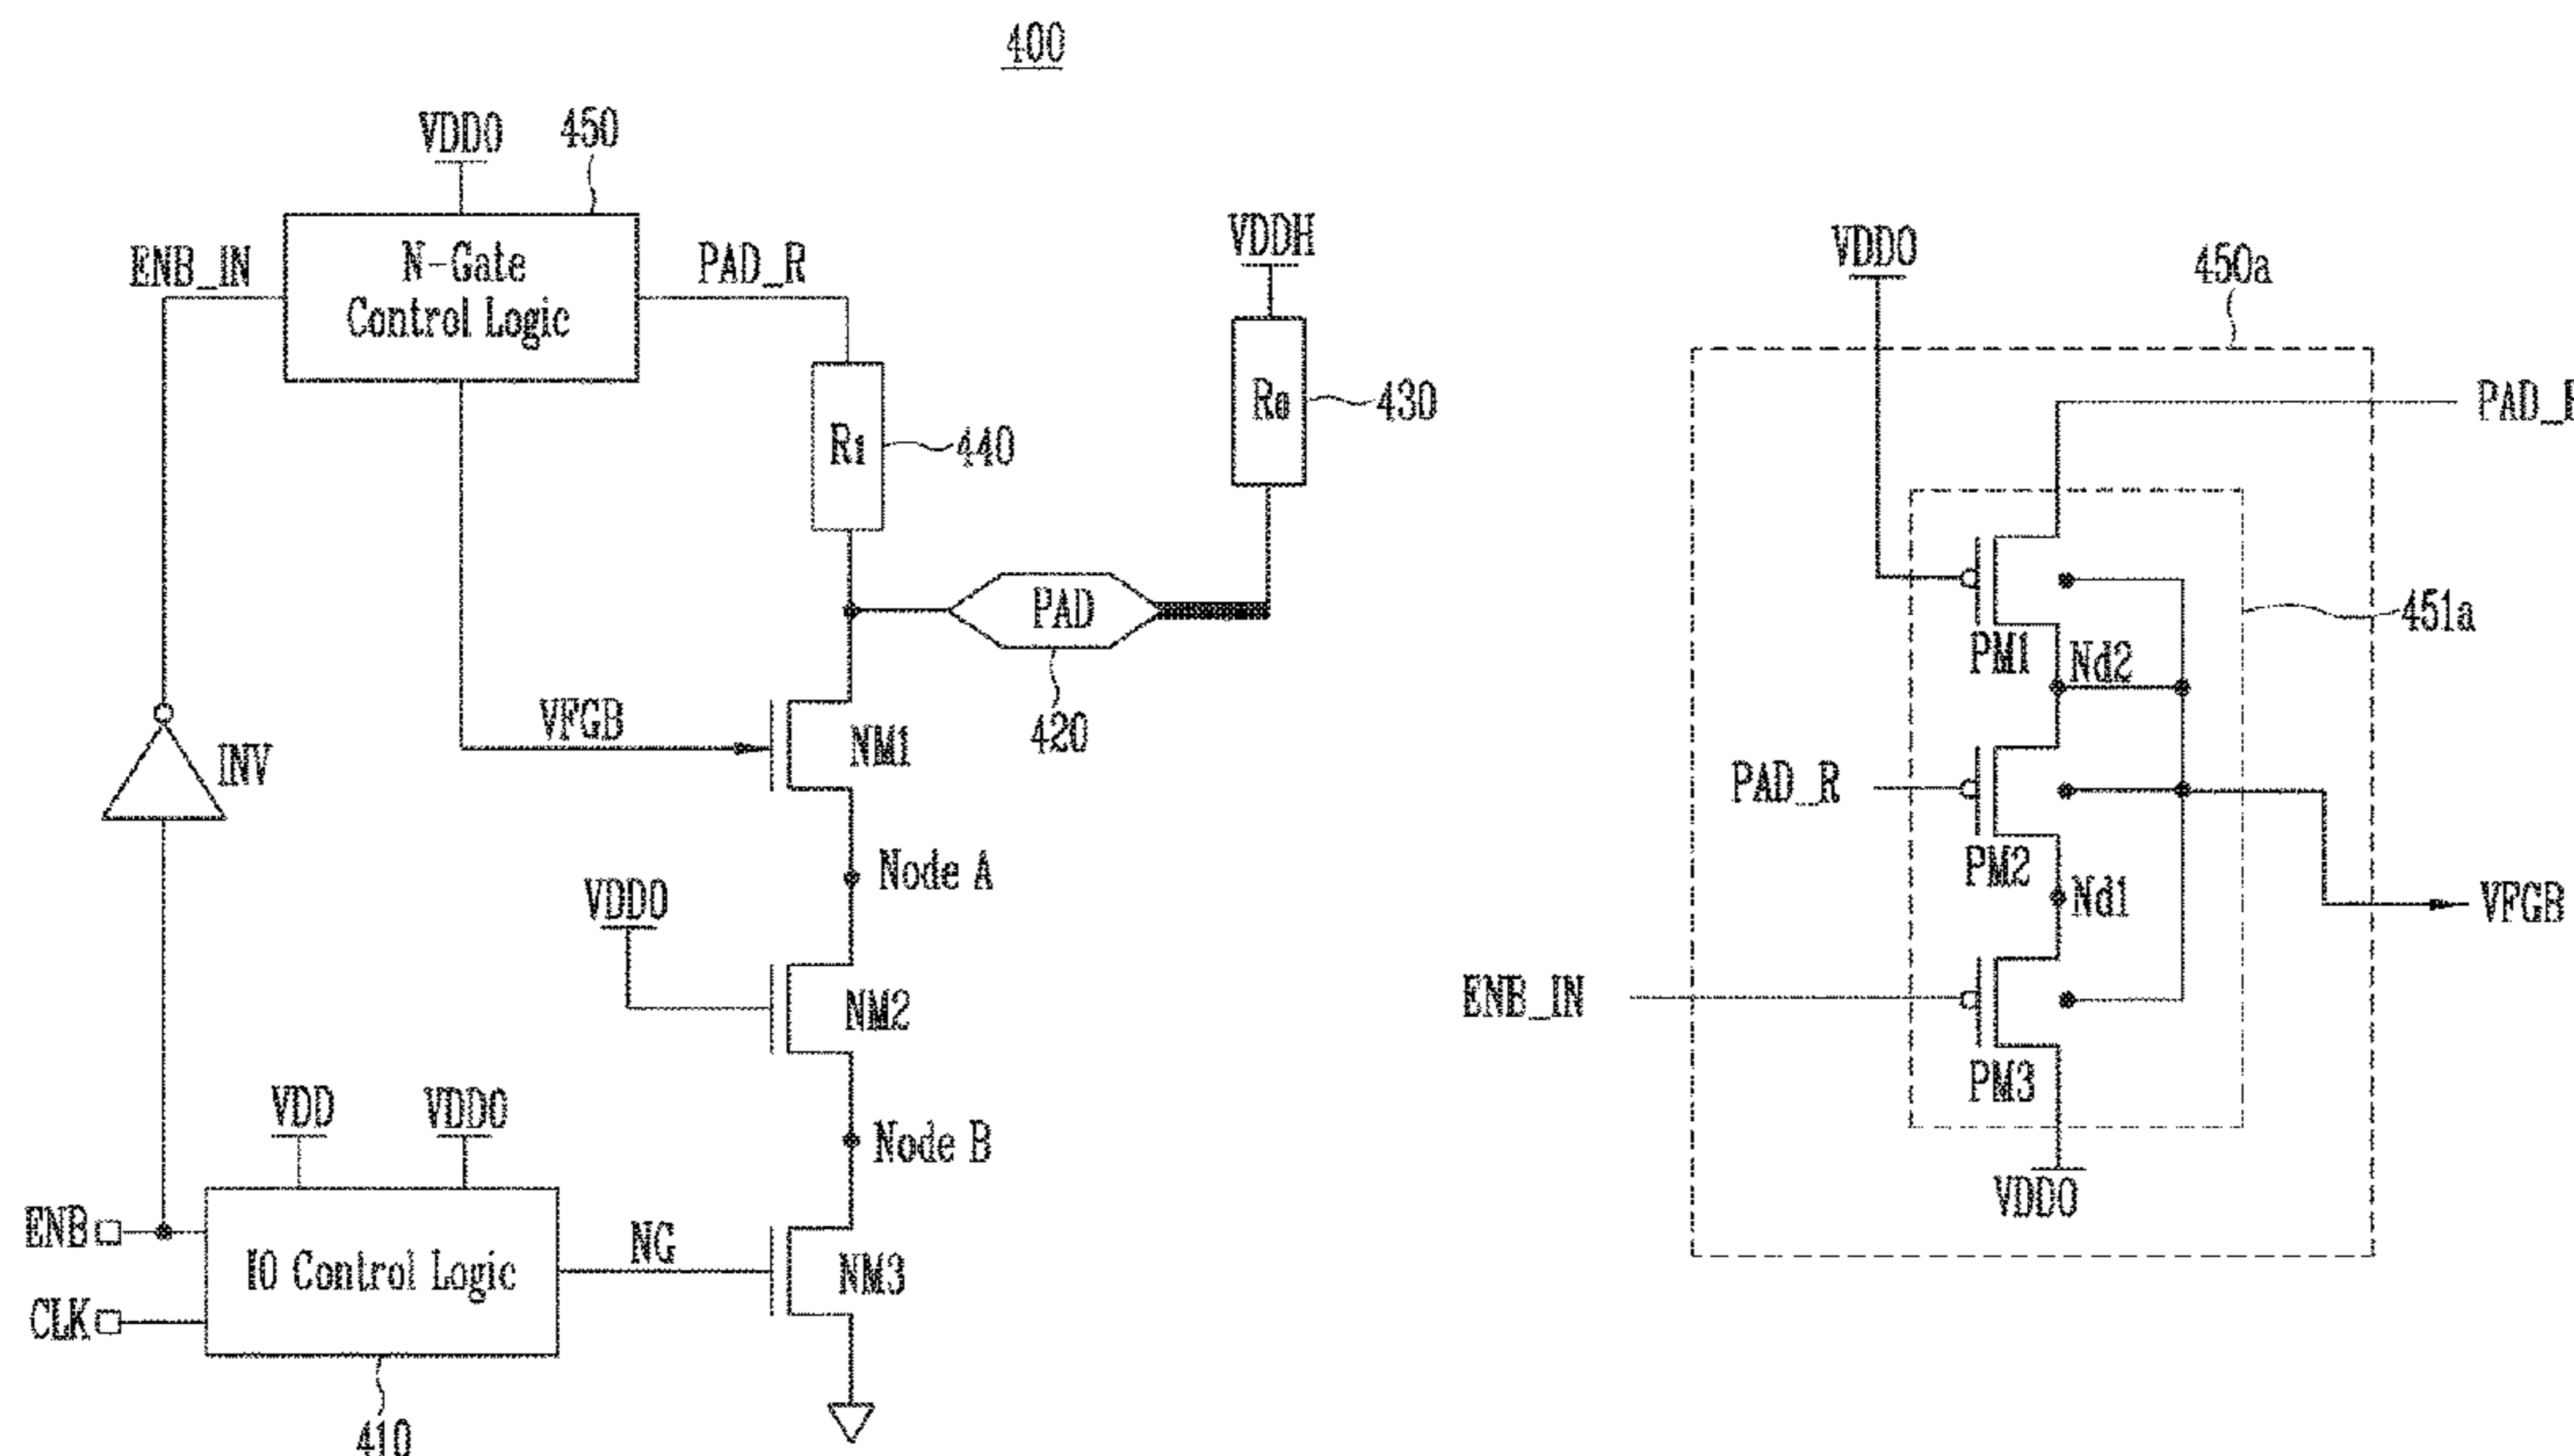 400
VDDO
450
N-Gate
Control Logic
ENB_IN
PAD_R
VDDH
R0
430
R1
440
PAD
420
INV
VFGB
NM1
Node A
VDDO
NM2
Node B
VDD
VDDO
ENB
CLK
IO Control Logic
NG
NM3
410
VDDO
450a
PAD_R
451a
PM1
Nd2
PAD_R
PM2
Nd1
VFGB
ENB_IN
PM3
VDDO